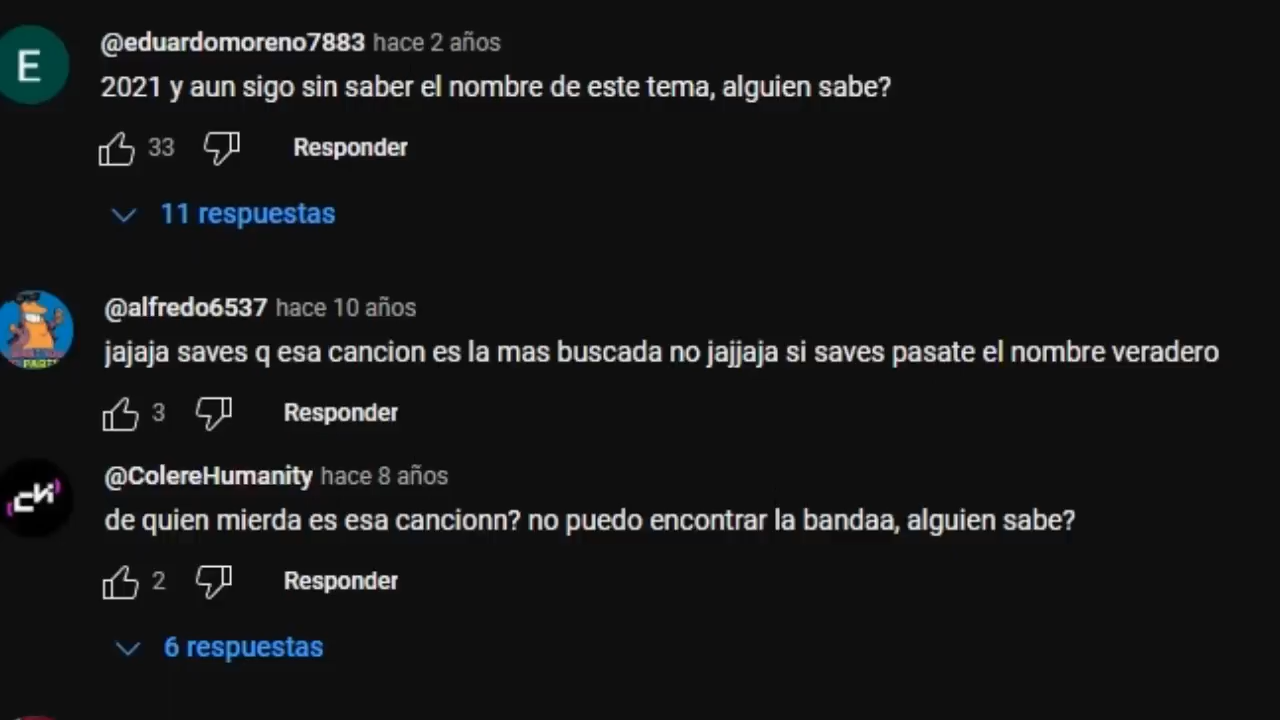 E
@eduardomoreno7883 hace 2 años
2021 y aun sigo sin saber el nombre de este tema, alguien sabe?
33 Responder
11 respuestas
@alfredo6537 hace 10 años
jajaja saves q esa cancion es la mas buscada no jajjaja si saves pasate el nombre veradero
3 Responder
@ColereHumanity hace 8 años
de quien mierda es esa cancionn? no puedo encontrar la bandaa, alguien sabe?
2 Responder
6 respuestas